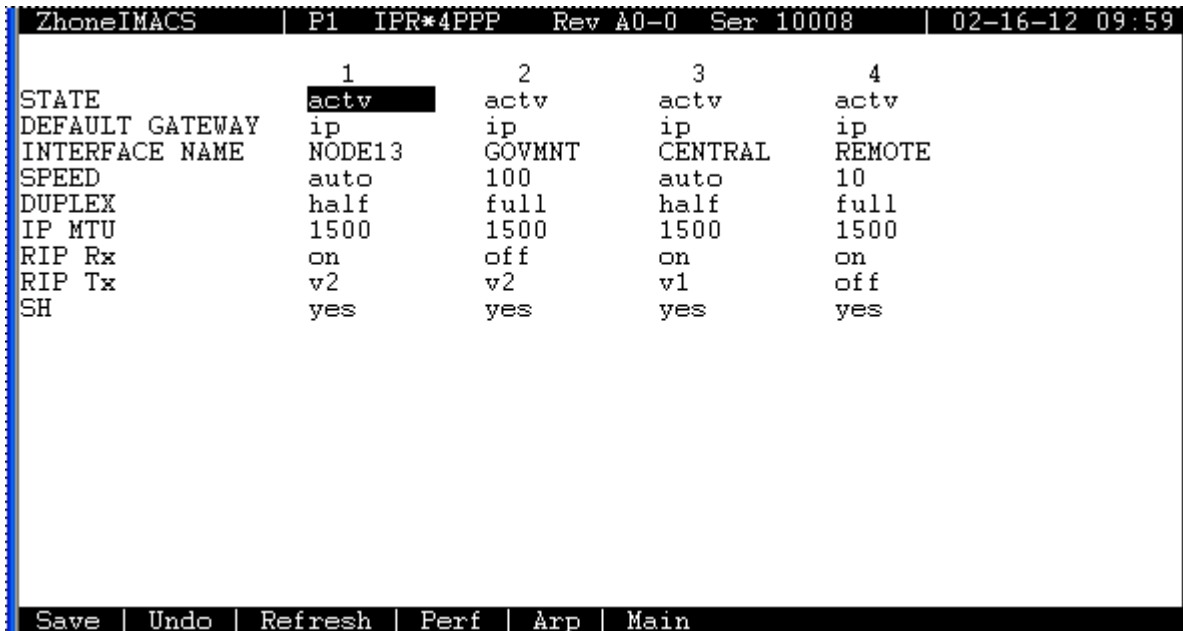 ZhoneIMACS | P1 IPR*4PPP Rev A0-0 Ser 10008 | 02-16-12 09:59
1 2 3 4
STATE actv actv actv actv
DEFAULT GATEWAY ip ip ip ip
INTERFACE NAME NODE13 GOVMNT CENTRAL REMOTE
SPEED auto 100 auto 10
DUPLEX half full half full
IP MTU 1500 1500 1500 1500
RIP Rx on off on on
RIP Tx v2 v2 v1 off
SH yes yes yes yes
Save | Undo | Refresh | Perf | Arp | Main